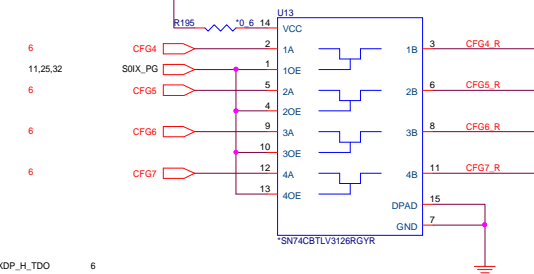 U13
R195 *0_6 14 VCC
6 CFG4 2 1A 1B 3 CFG4_R
11,25,32 S0IX_PG 1 1OE
6 CFG5 5 2A 2B 6 CFG5_R
4 2OE
6 CFG6 9 3A 3B 8 CFG6_R
10 3OE
6 CFG7 12 4A 4B 11 CFG7_R
13 4OE
DPAD 15
GND 7
*SN74CBTLV3126RGYR
XDP_H_TDO 6